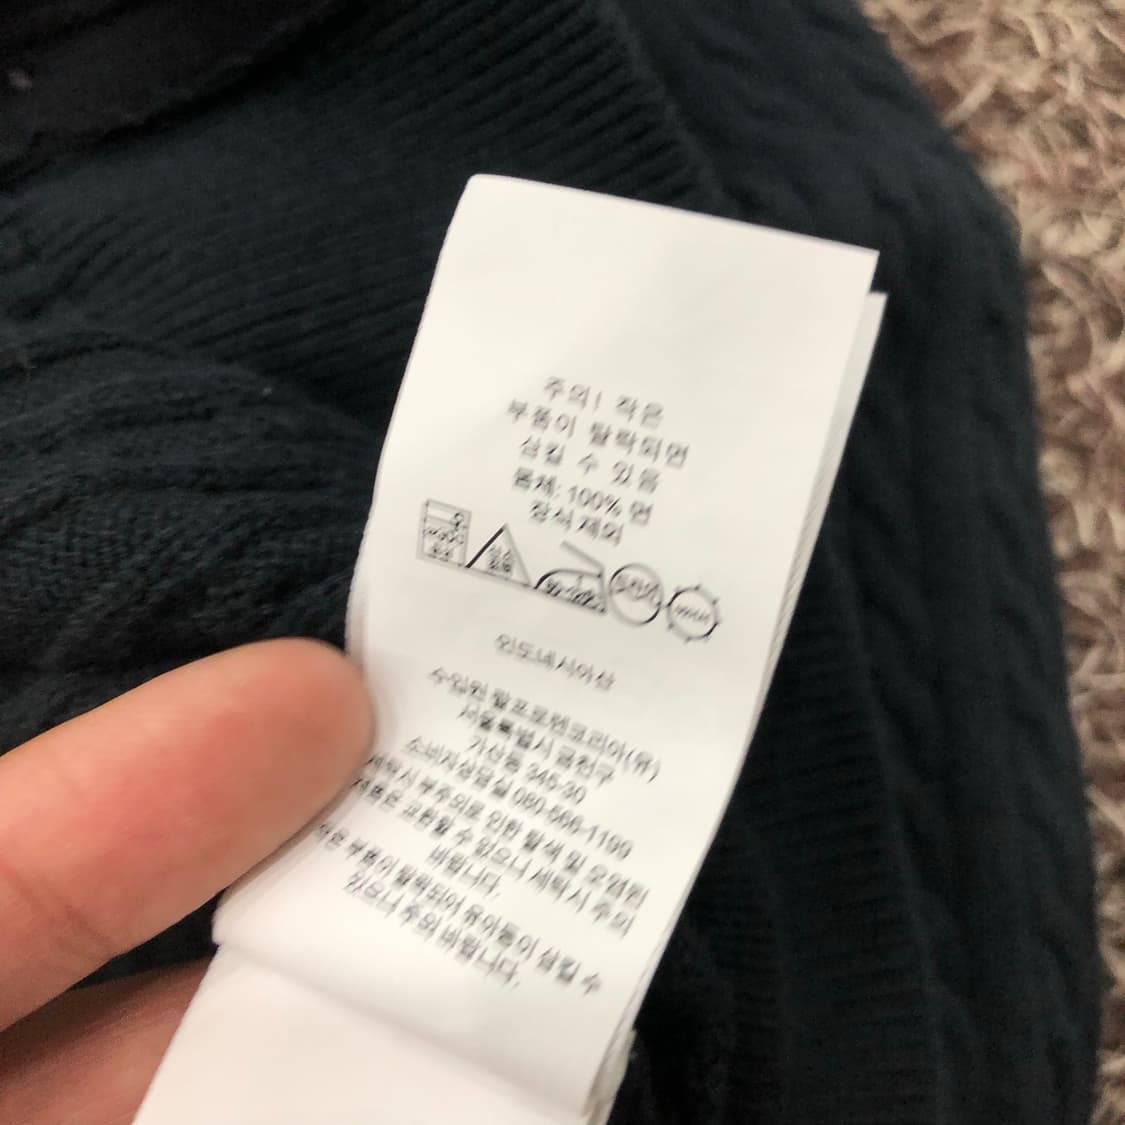 주의! 작은
부품이 탈락되면
삼킬 수 있음
몸체: 100% 면
장식제외
인도네시아산
수입원 랄프로렌코리아(유)
서울특별시 금천구
가산동 345-30
소비자상담실 080-566-1199
세탁시 부주의로 인한 탈색 및 오염된
제품은 교환될 수 없으니 세탁시 주의
바랍니다.
작은 부품이 탈락되어 유아들이 삼킬 수
있으니 주의 바랍니다.